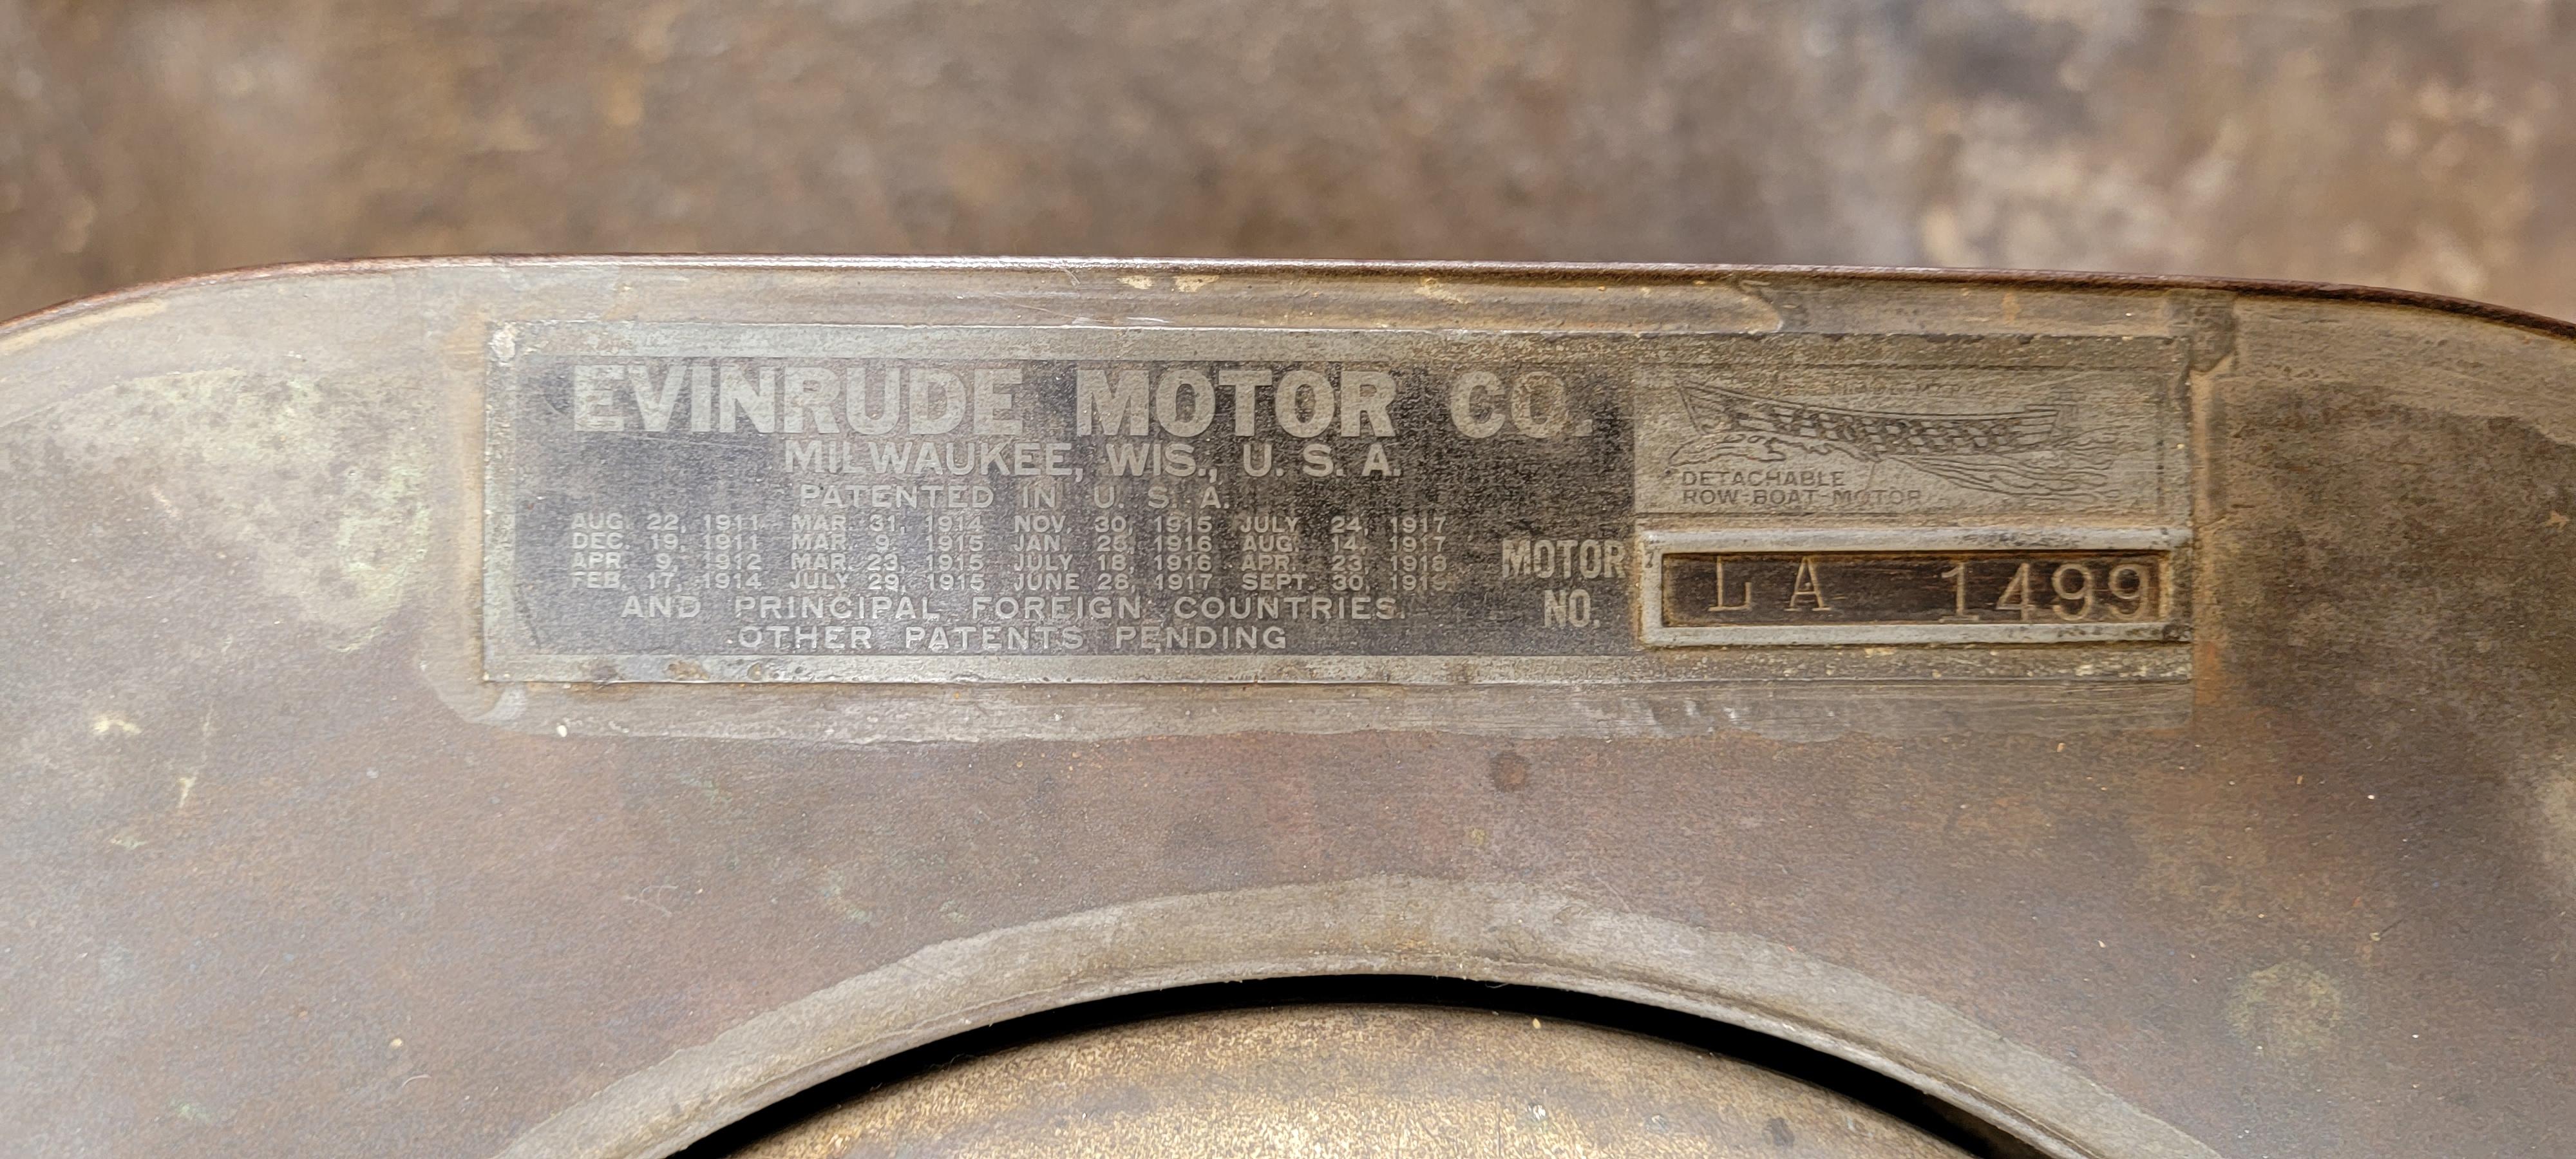 EVINRUDE MOTOR CO.
MILWAUKEE, WIS., U. S. A.
PATENTED IN U. S. A.
AUG. 22, 1911 MAR. 31, 1914 NOV. 30, 1915 JULY 24, 1917
DEC. 19, 1911 MAR. 9, 1915 JAN. 28, 1916 AUG. 14, 1917
APR. 9, 1912 MAR. 23, 1915 JULY 18, 1916 APR. 23, 1918
FEB. 17, 1914 JULY 29, 1915 JUNE 26, 1917 SEPT. 30,
AND PRINCIPAL FOREIGN COUNTRIES.
OTHER PATENTS PENDING
DETACHABLE
ROW-BOAT MOTOR
MOTOR
NO.
LA 1499